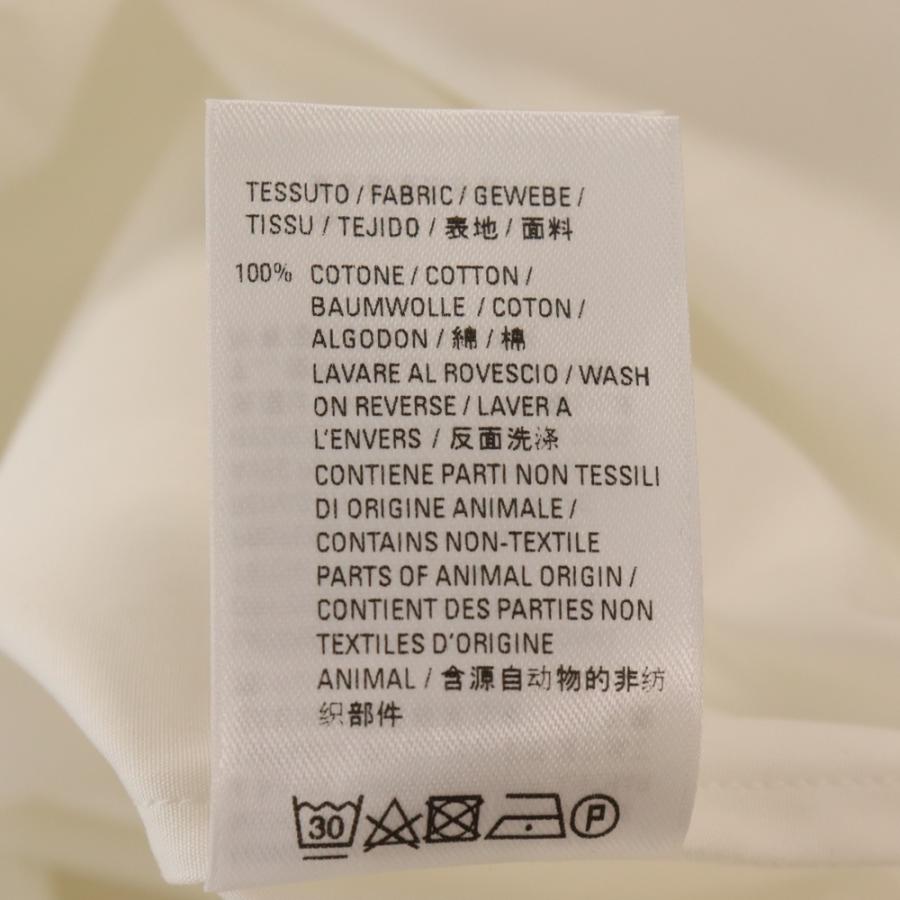 TESSUTO / FABRIC / GEWEBE /
TISSU / TEJIDO / 表地 / 面料
100% COTONE / COTTON /
BAUMWOLLE / COTON /
ALGODON / 綿 / 棉
LAVARE AL ROVESCIO / WASH
ON REVERSE / LAVER A
L'ENVERS / 反面洗涤
CONTIENE PARTI NON TESSILI
DI ORIGINE ANIMALE /
CONTAINS NON-TEXTILE
PARTS OF ANIMAL ORIGIN /
CONTIENT DES PARTIES NON
TEXTILES D'ORIGINE
ANIMAL / 含源自动物的非纺
织部件
30 P